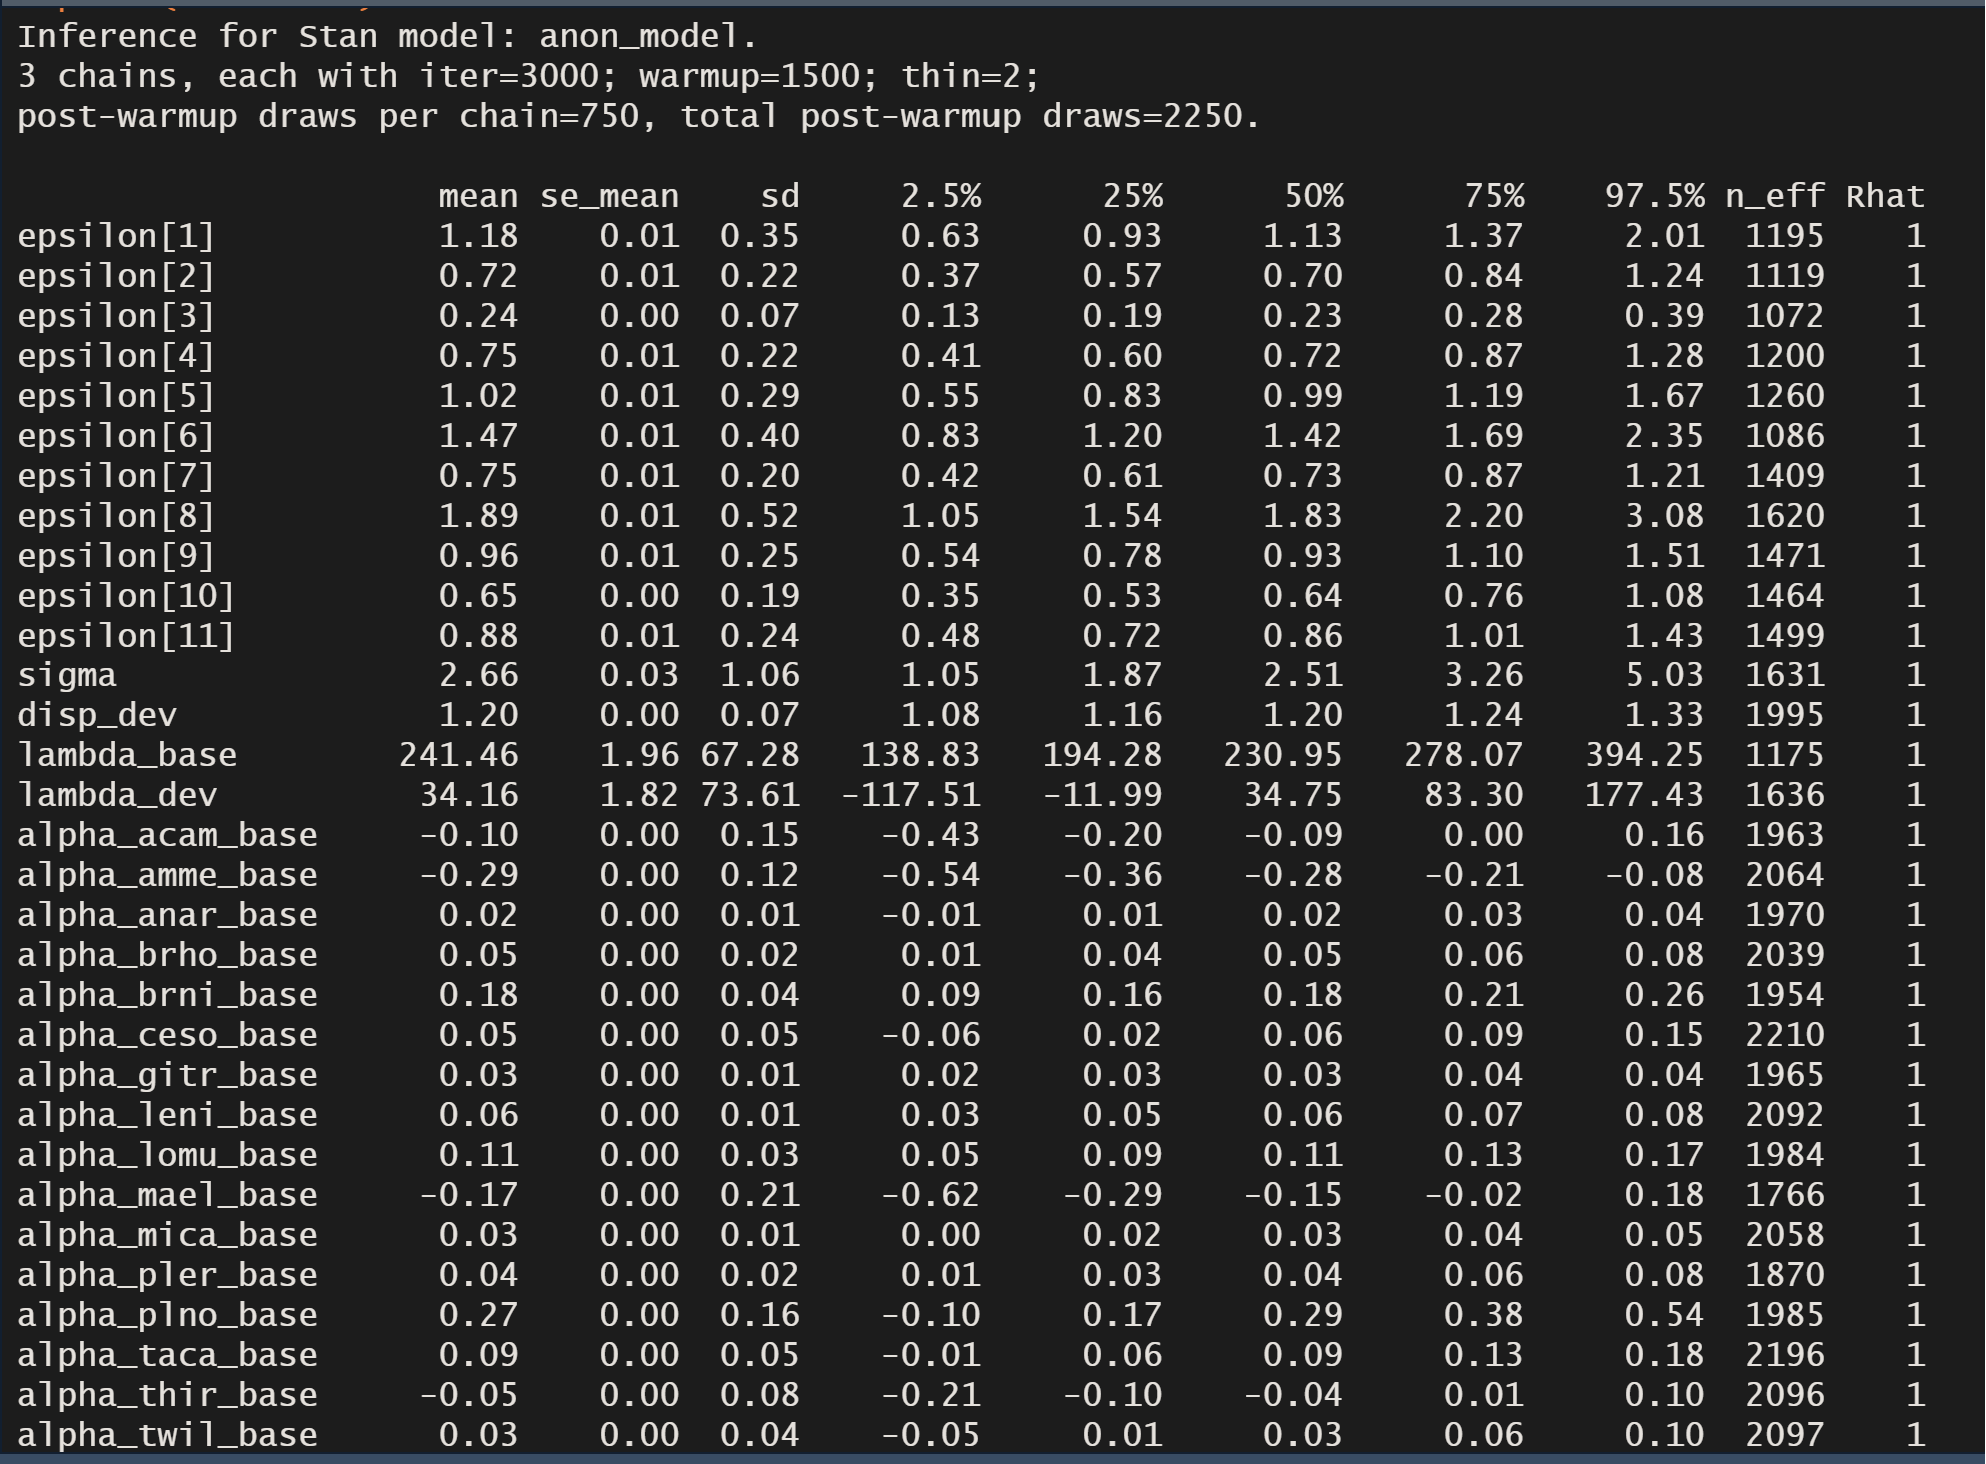 Inference for Stan model: anon_model.
3 chains, each with iter=3000; warmup=1500; thin=2;
post-warmup draws per chain=750, total post-warmup draws=2250.
mean se_mean sd 2.5% 25% 50% 75% 97.5% n_eff Rhat
epsilon[1] 1.18 0.01 0.35 0.63 0.93 1.13 1.37 2.01 1195 1
epsilon[2] 0.72 0.01 0.22 0.37 0.57 0.70 0.84 1.24 1119 1
epsilon[3] 0.24 0.00 0.07 0.13 0.19 0.23 0.28 0.39 1072 1
epsilon[4] 0.75 0.01 0.22 0.41 0.60 0.72 0.87 1.28 1200 1
epsilon[5] 1.02 0.01 0.29 0.55 0.83 0.99 1.19 1.67 1260 1
epsilon[6] 1.47 0.01 0.40 0.83 1.20 1.42 1.69 2.35 1086 1
epsilon[7] 0.75 0.01 0.20 0.42 0.61 0.73 0.87 1.21 1409 1
epsilon[8] 1.89 0.01 0.52 1.05 1.54 1.83 2.20 3.08 1620 1
epsilon[9] 0.96 0.01 0.25 0.54 0.78 0.93 1.10 1.51 1471 1
epsilon[10] 0.65 0.00 0.19 0.35 0.53 0.64 0.76 1.08 1464 1
epsilon[11] 0.88 0.01 0.24 0.48 0.72 0.86 1.01 1.43 1499 1
sigma 2.66 0.03 1.06 1.05 1.87 2.51 3.26 5.03 1631 1
disp_dev 1.20 0.00 0.07 1.08 1.16 1.20 1.24 1.33 1995 1
lambda_base 241.46 1.96 67.28 138.83 194.28 230.95 278.07 394.25 1175 1
lambda_dev 34.16 1.82 73.61 -117.51 -11.99 34.75 83.30 177.43 1636 1
alpha_acam_base -0.10 0.00 0.15 -0.43 -0.20 -0.09 0.00 0.16 1963 1
alpha_amme_base -0.29 0.00 0.12 -0.54 -0.36 -0.28 -0.21 -0.08 2064 1
alpha_anar_base 0.02 0.00 0.01 -0.01 0.01 0.02 0.03 0.04 1970 1
alpha_brho_base 0.05 0.00 0.02 0.01 0.04 0.05 0.06 0.08 2039 1
alpha_brni_base 0.18 0.00 0.04 0.09 0.16 0.18 0.21 0.26 1954 1
alpha_ceso_base 0.05 0.00 0.05 -0.06 0.02 0.06 0.09 0.15 2210 1
alpha_gitr_base 0.03 0.00 0.01 0.02 0.03 0.03 0.04 0.04 1965 1
alpha_leni_base 0.06 0.00 0.01 0.03 0.05 0.06 0.07 0.08 2092 1
alpha_lomu_base 0.11 0.00 0.03 0.05 0.09 0.11 0.13 0.17 1984 1
alpha_mael_base -0.17 0.00 0.21 -0.62 -0.29 -0.15 -0.02 0.18 1766 1
alpha_mica_base 0.03 0.00 0.01 0.00 0.02 0.03 0.04 0.05 2058 1
alpha_pler_base 0.04 0.00 0.02 0.01 0.03 0.04 0.06 0.08 1870 1
alpha_plno_base 0.27 0.00 0.16 -0.10 0.17 0.29 0.38 0.54 1985 1
alpha_taca_base 0.09 0.00 0.05 -0.01 0.06 0.09 0.13 0.18 2196 1
alpha_thir_base -0.05 0.00 0.08 -0.21 -0.10 -0.04 0.01 0.10 2096 1
alpha_twil_base 0.03 0.00 0.04 -0.05 0.01 0.03 0.06 0.10 2097 1